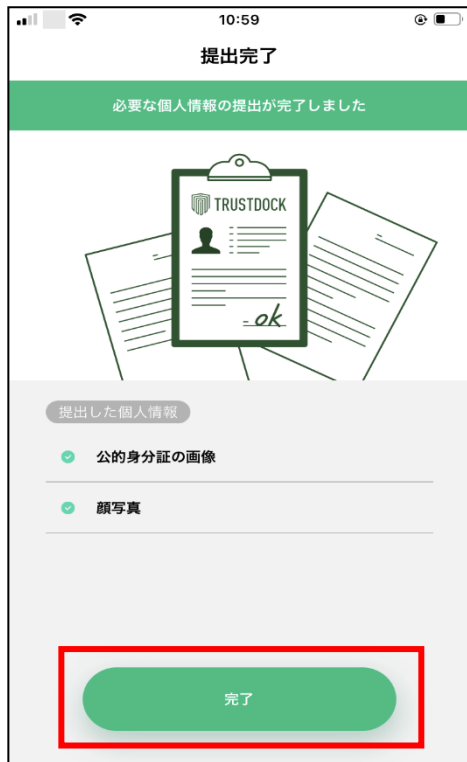 10:59
提出完了
必要な個人情報の提出が完了しました
TRUSTDOCK
ok
提出した個人情報
公的身分証の画像
顔写真
完了